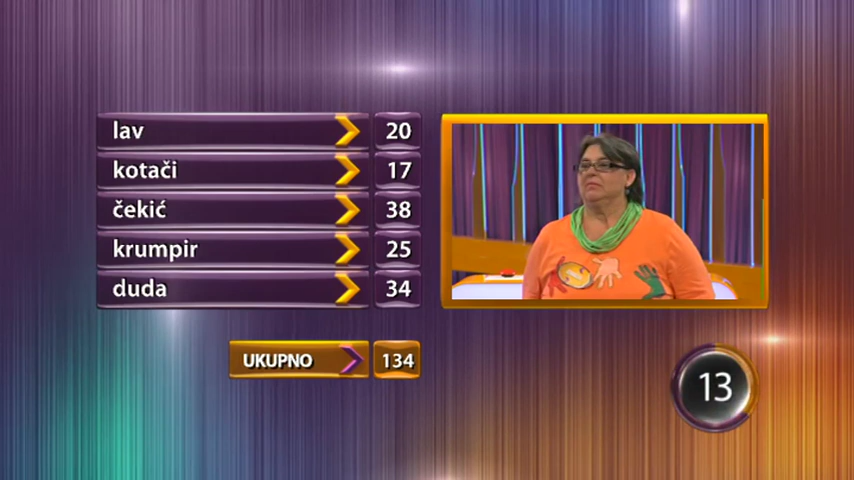 lav 20
kotači 17
čekić 38
krumpir 25
duda 34
UKUPNO 134
13